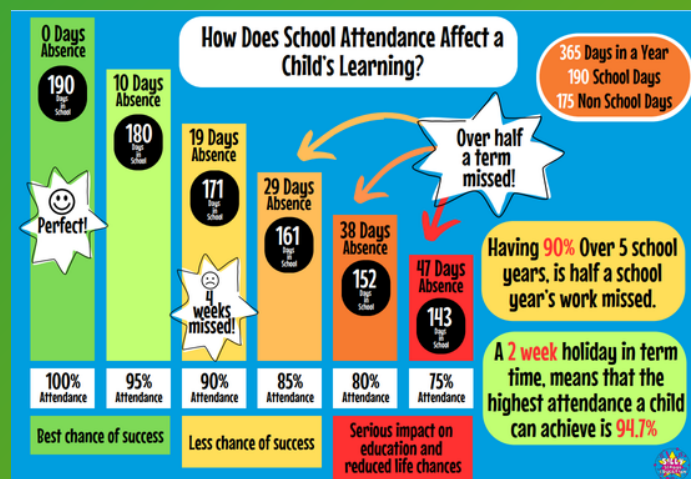 How Does School Attendance Affect a
Child's Learning?
365 Days in a Year
190 School Days
175 Non School Days
0 Days
Absence
190
Days
in
School
Perfect!
10 Days
Absence
180
Days
in
School
19 Days
Absence
171
Days
in
School
4
weeks
missed!
29 Days
Absence
161
Days
in
School
38 Days
Absence
152
Days
in
School
47 Days
Absence
143
Days
in
School
Over half
a term
missed!
Having 90% Over 5 school
years, is half a school
year's work missed.
A 2 week holiday in term
time, means that the
highest attendance a child
can achieve is 94.7%
100%
Attendance
95%
Attendance
90%
Attendance
85%
Attendance
80%
Attendance
75%
Attendance
Best chance of success
Less chance of success
Serious impact on
education and
reduced life chances